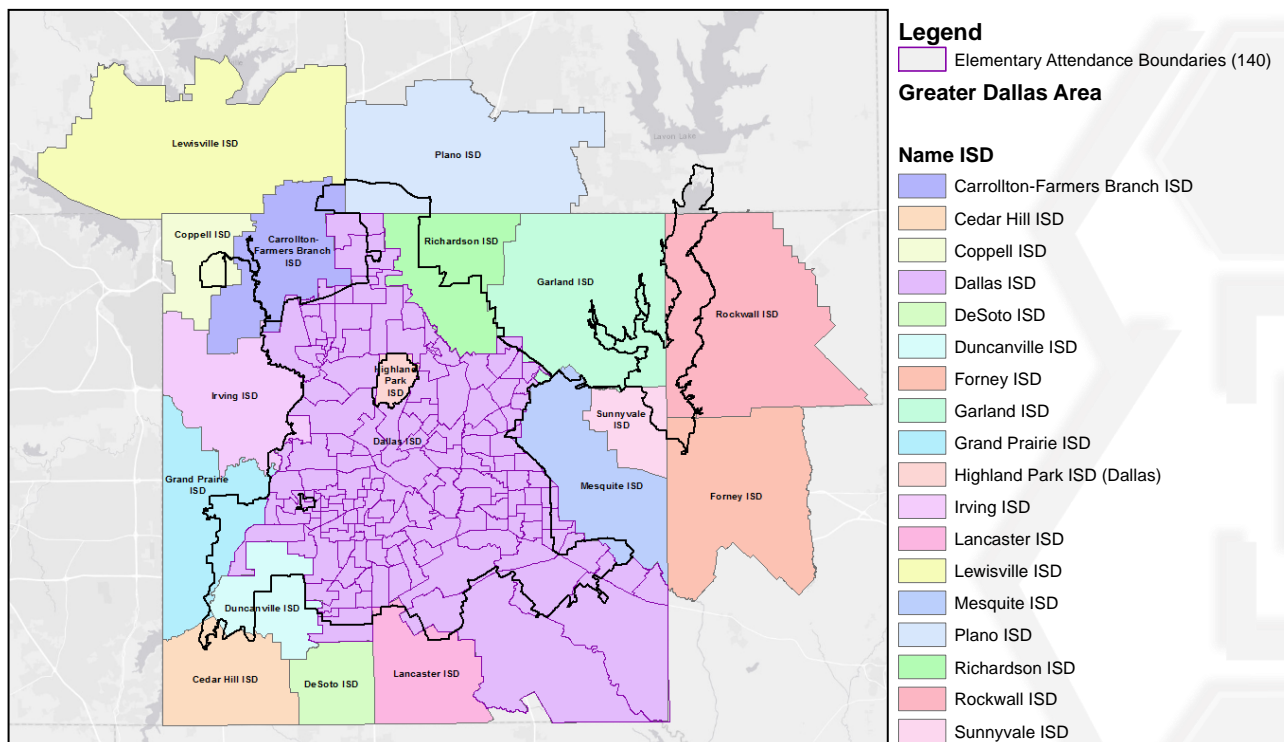 Lewisville ISD
Plano ISD
Lavon Lake
Coppell ISD
Carrollton-
Farmers Branch
ISD
Richardson ISD
Garland ISD
Rockwall ISD
Highland
Park ISD
ISD
Irving ISD
Dallas ISD
Sunnyvale
ISD
Grand Prairie
ISD
Mesquite ISD
Forney ISD
Duncanville ISD
Cedar Hill ISD
DeSoto ISD
Lancaster ISD
Legend
Elementary Attendance Boundaries (140)
Greater Dallas Area
Name ISD
Carrollton-Farmers Branch ISD
Cedar Hill ISD
Coppell ISD
Dallas ISD
DeSoto ISD
Duncanville ISD
Forney ISD
Garland ISD
Grand Prairie ISD
Highland Park ISD (Dallas)
Irving ISD
Lancaster ISD
Lewisville ISD
Mesquite ISD
Plano ISD
Richardson ISD
Rockwall ISD
Sunnyvale ISD